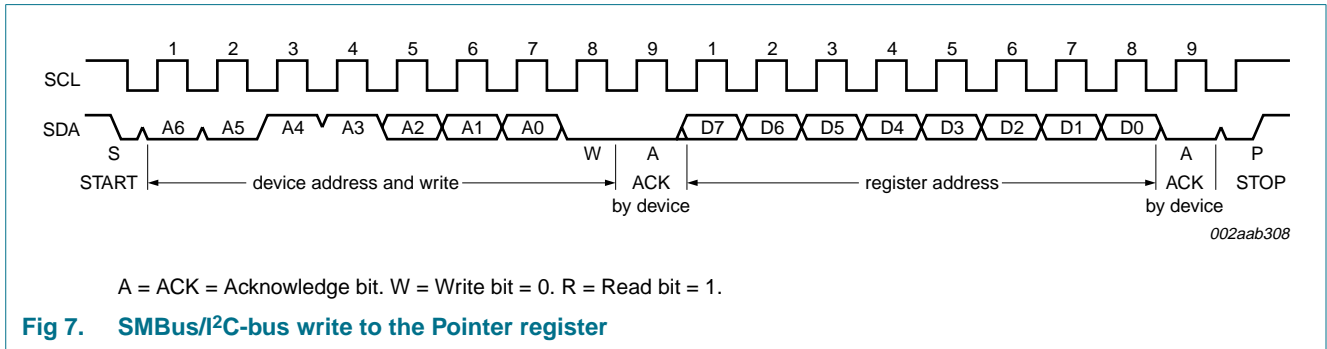 1 2 3 4 5 6 7 8 9 1 2 3 4 5 6 7 8 9
SCL
SDA A6 A5 A4 A3 A2 A1 A0 D7 D6 D5 D4 D3 D2 D1 D0
S W A A P
START device address and write ACK register address ACK STOP
by device by device
002aab308
A = ACK = Acknowledge bit. W = Write bit = 0. R = Read bit = 1.
Fig 7. SMBus/I²C-bus write to the Pointer register